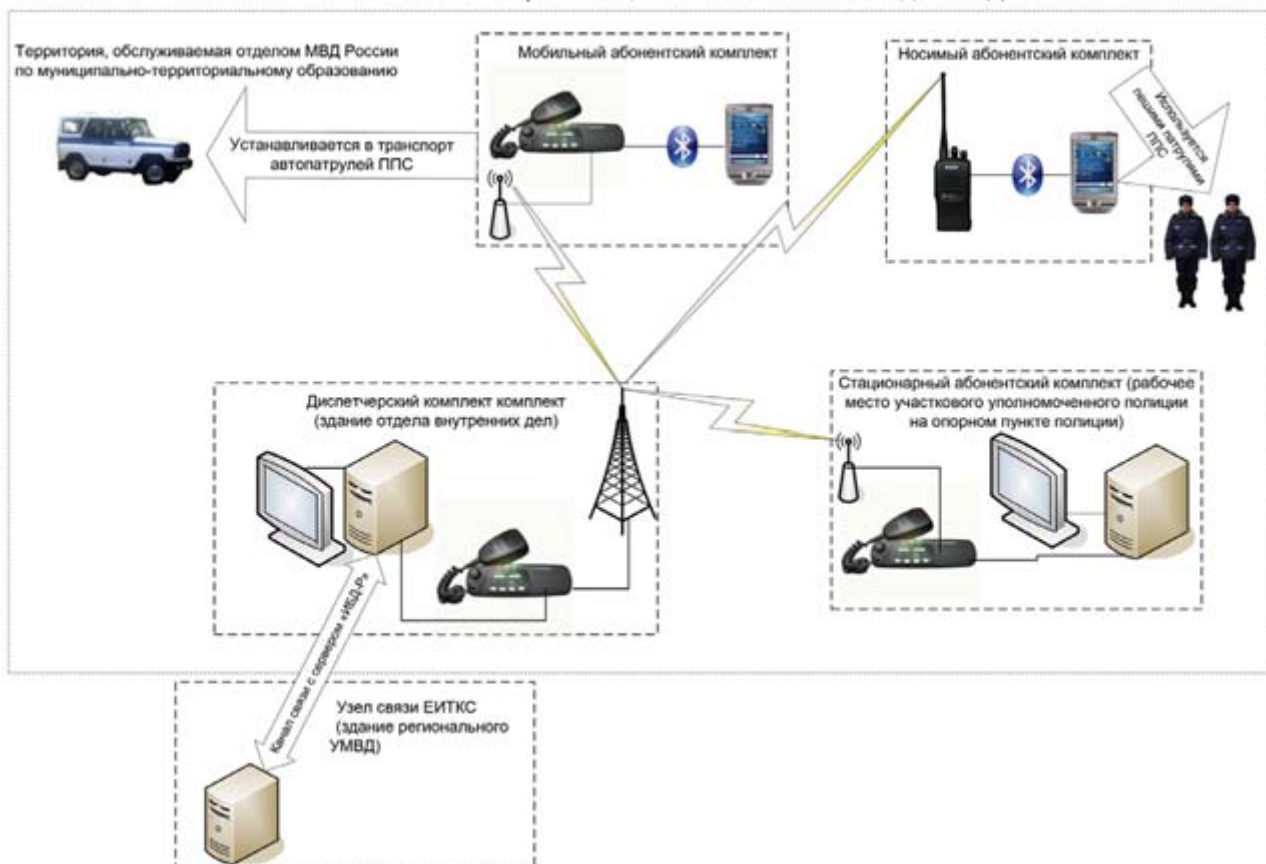 Территория, обслуживаемая отделом МВД России
по муниципально-территориальному образованию
Мобильный абонентский комплект
Носимый абонентский комплект
Устанавливается в транспорт
автопатрулей ППС
Используется
пешими патрулями
ППС
Диспетчерский комплект комплект
(здание отдела внутренних дел)
Стационарный абонентский комплект (рабочее
место участкового уполномоченного полиции
на опорном пункте полиции)
Канал связи с сервером «ИБД-Р»
Узел связи ЕИТКС
(здание регионального
УМВД)